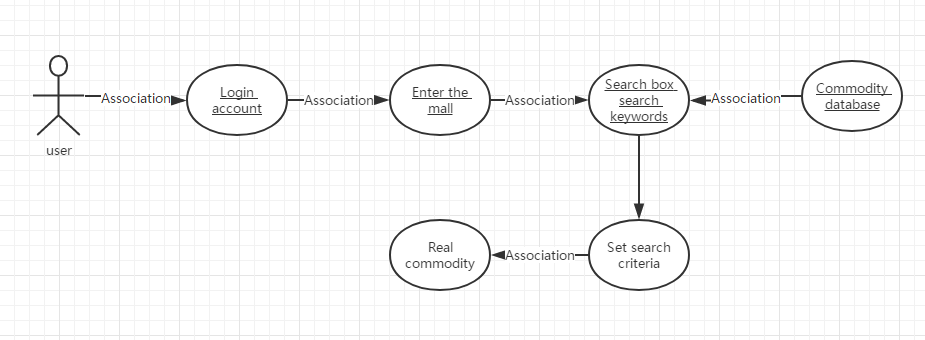 Association
Login
account
Association
Enter the
mall
Association
Search box
search
keywords
Association
Commodity
database
user
Real
commodity
Association
Set search
criteria